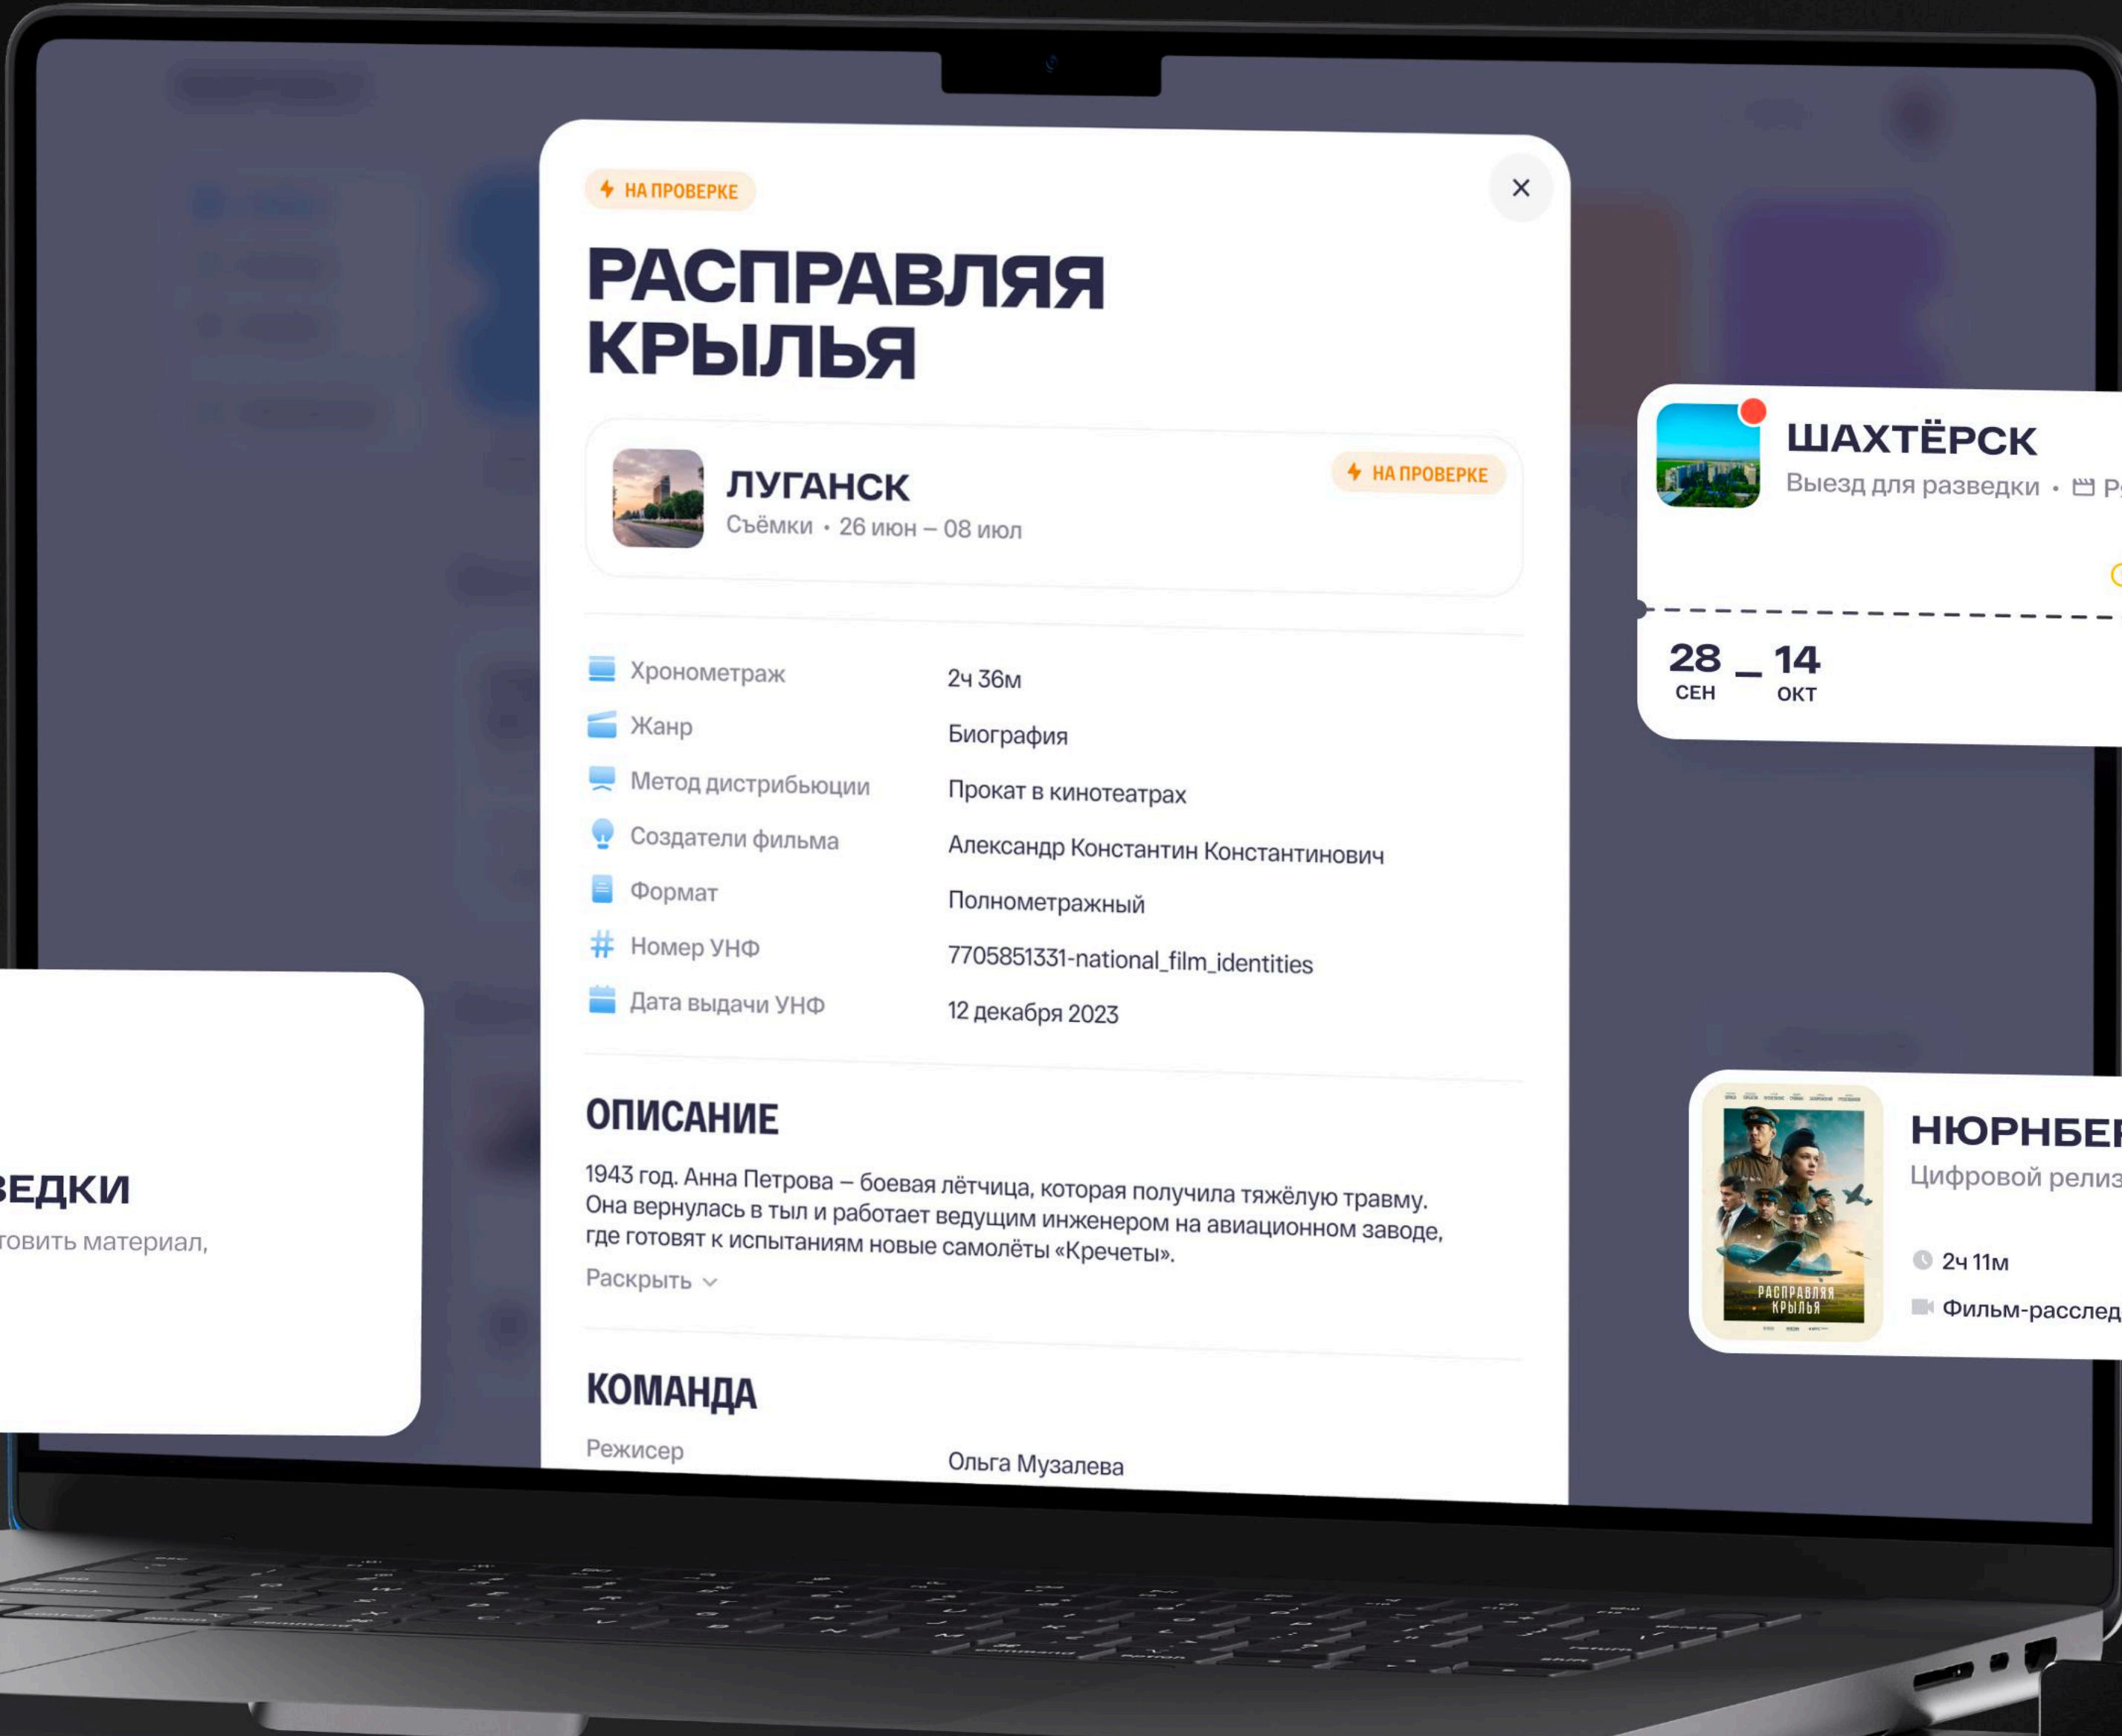 НА ПРОВЕРКЕ
РАСПРАВЛЯЯ
КРЫЛЬЯ
ЛУГАНСК
НА ПРОВЕРКЕ
Съёмки • 26 июн – 08 июл
Хронометраж 2ч 36м
Жанр Биография
Метод дистрибьюции Прокат в кинотеатрах
Создатели фильма Александр Константин Константинович
Формат Полнометражный
Номер УНФ 7705851331-national_film_identities
Дата выдачи УНФ 12 декабря 2023
ОПИСАНИЕ
1943 год. Анна Петрова – боевая лётчица, которая получила тяжёлую травму.
Она вернулась в тыл и работает ведущим инженером на авиационном заводе,
где готовят к испытаниям новые самолёты «Кречеты».
Раскрыть
КОМАНДА
Режисер Ольга Музалева
ШАХТЁРСК
Выезд для разведки •
28 – 14
СЕН ОКТ
НЮРНБЕР
Цифровой релиз
2ч 11м
Фильм-расслед
РАСПРАВЛЯЯ
КРЫЛЬЯ
ВЕДКИ
товить материал,